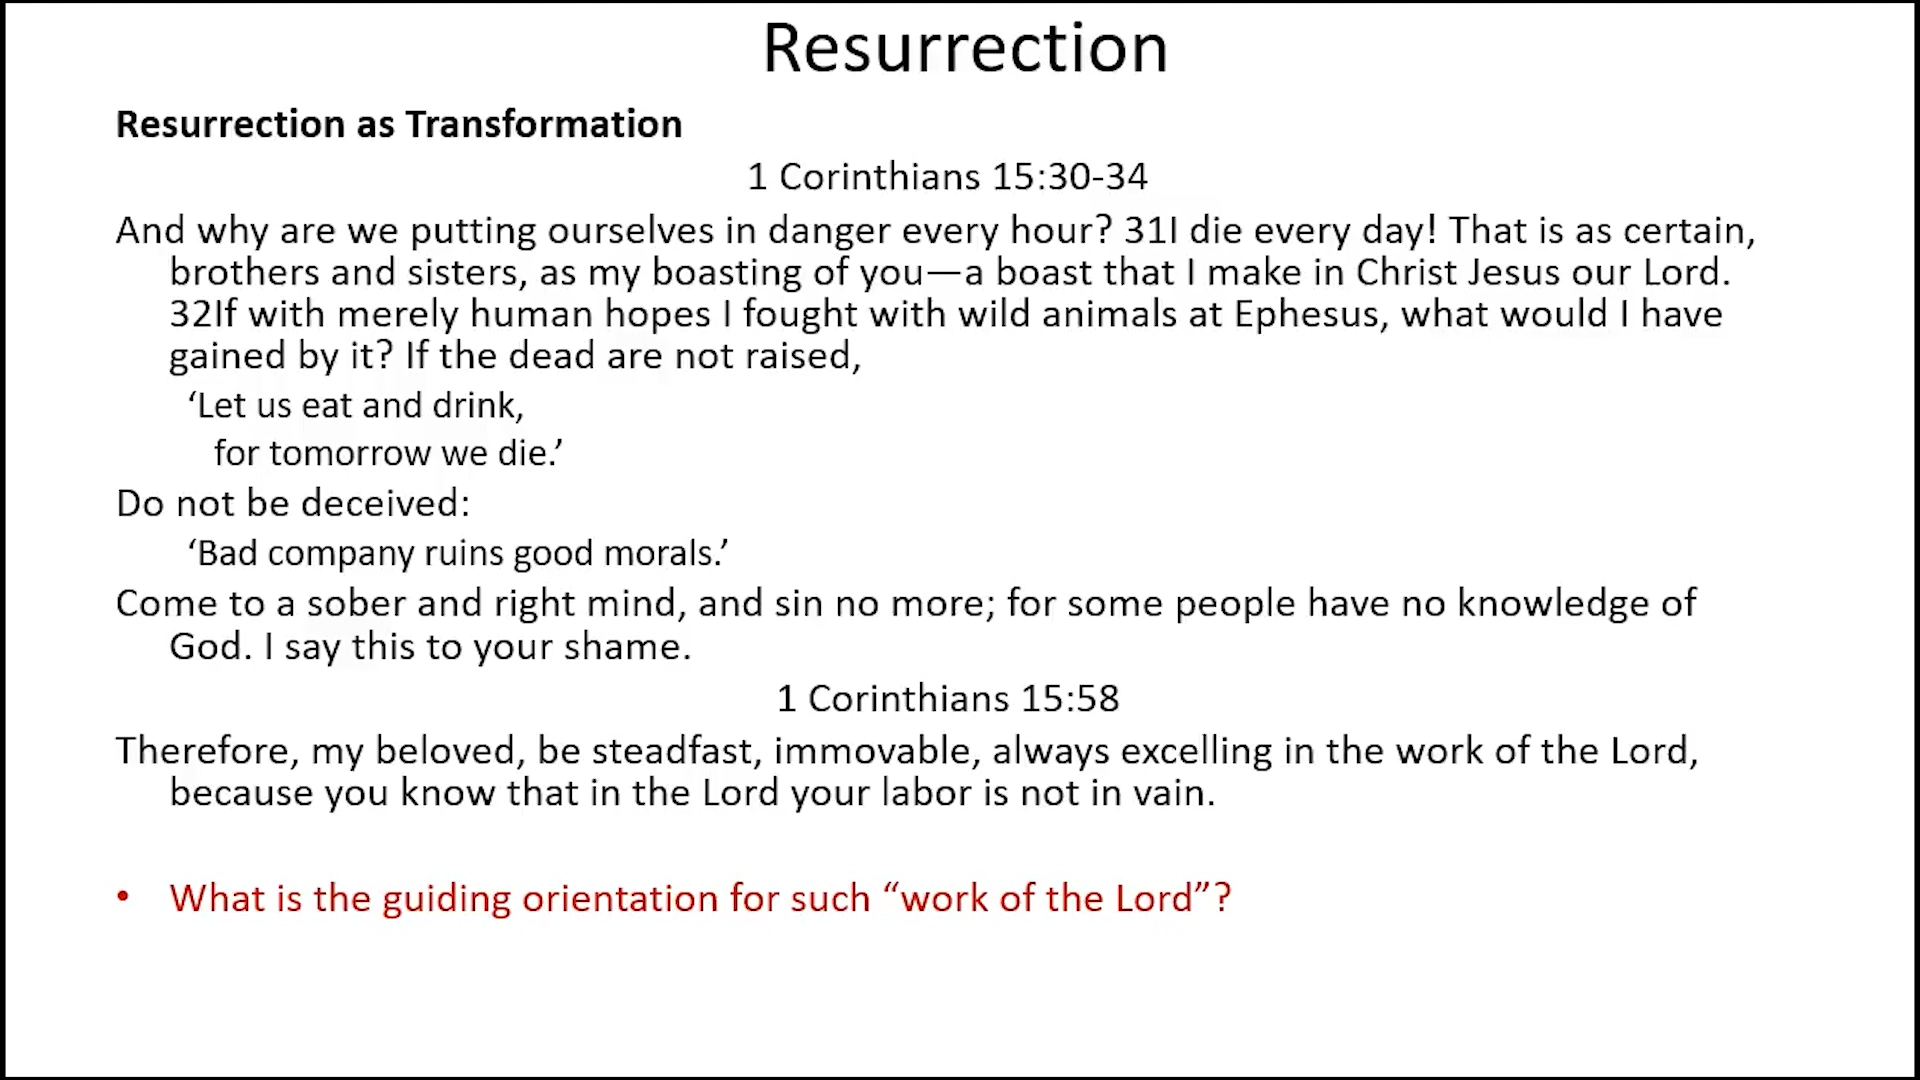 Resurrection
Resurrection as Transformation
1 Corinthians 15:30-34
And why are we putting ourselves in danger every hour? 31I die every day! That is as certain,
brothers and sisters, as my boasting of you—a boast that I make in Christ Jesus our Lord.
32If with merely human hopes I fought with wild animals at Ephesus, what would I have
gained by it? If the dead are not raised,
‘Let us eat and drink,
for tomorrow we die.’
Do not be deceived:
‘Bad company ruins good morals.’
Come to a sober and right mind, and sin no more; for some people have no knowledge of
God. I say this to your shame.
1 Corinthians 15:58
Therefore, my beloved, be steadfast, immovable, always excelling in the work of the Lord,
because you know that in the Lord your labor is not in vain.
• What is the guiding orientation for such “work of the Lord”?